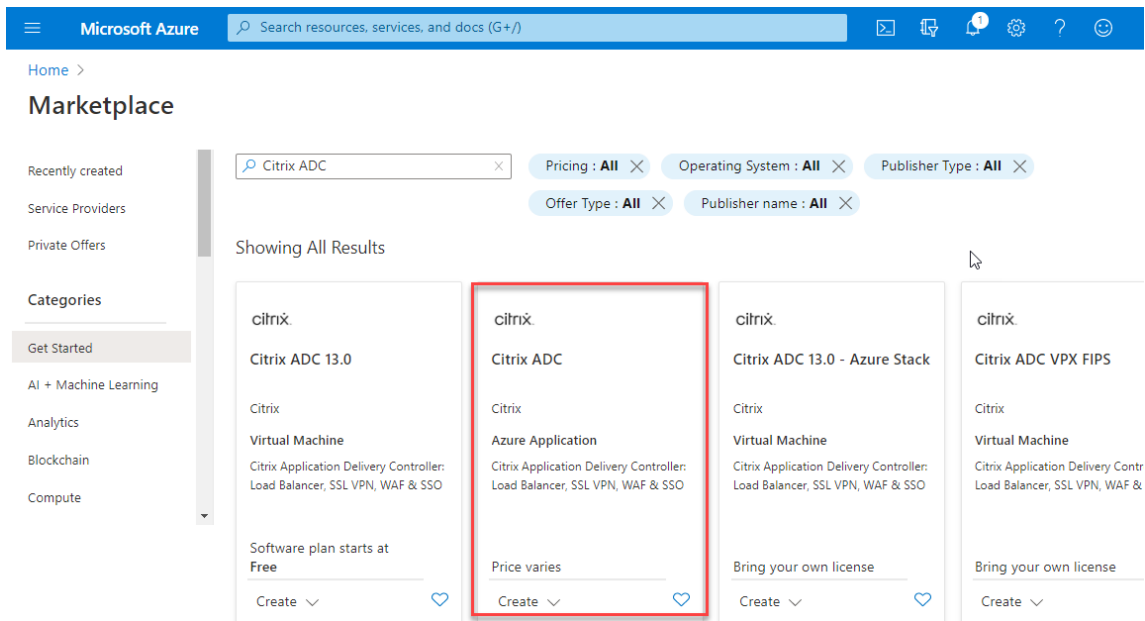 Microsoft Azure
Search resources, services, and docs (G+/)
1
Home >
Marketplace
Recently created
Service Providers
Private Offers
Categories
Get Started
AI + Machine Learning
Analytics
Blockchain
Compute
Citrix ADC
Pricing : All
Operating System : All
Publisher Type : All
Offer Type : All
Publisher name : All
Showing All Results
citrix.
Citrix ADC 13.0
Citrix
Virtual Machine
Citrix Application Delivery Controller:
Load Balancer, SSL VPN, WAF & SSO
Software plan starts at
Free
Create
citrix.
Citrix ADC
Citrix
Azure Application
Citrix Application Delivery Controller:
Load Balancer, SSL VPN, WAF & SSO
Price varies
Create
citrix.
Citrix ADC 13.0 - Azure Stack
Citrix
Virtual Machine
Citrix Application Delivery Controller:
Load Balancer, SSL VPN, WAF & SSO
Bring your own license
Create
citrix.
Citrix ADC VPX FIPS
Citrix
Virtual Machine
Citrix Application Delivery Contr
Load Balancer, SSL VPN, WAF &
Bring your own license
Create